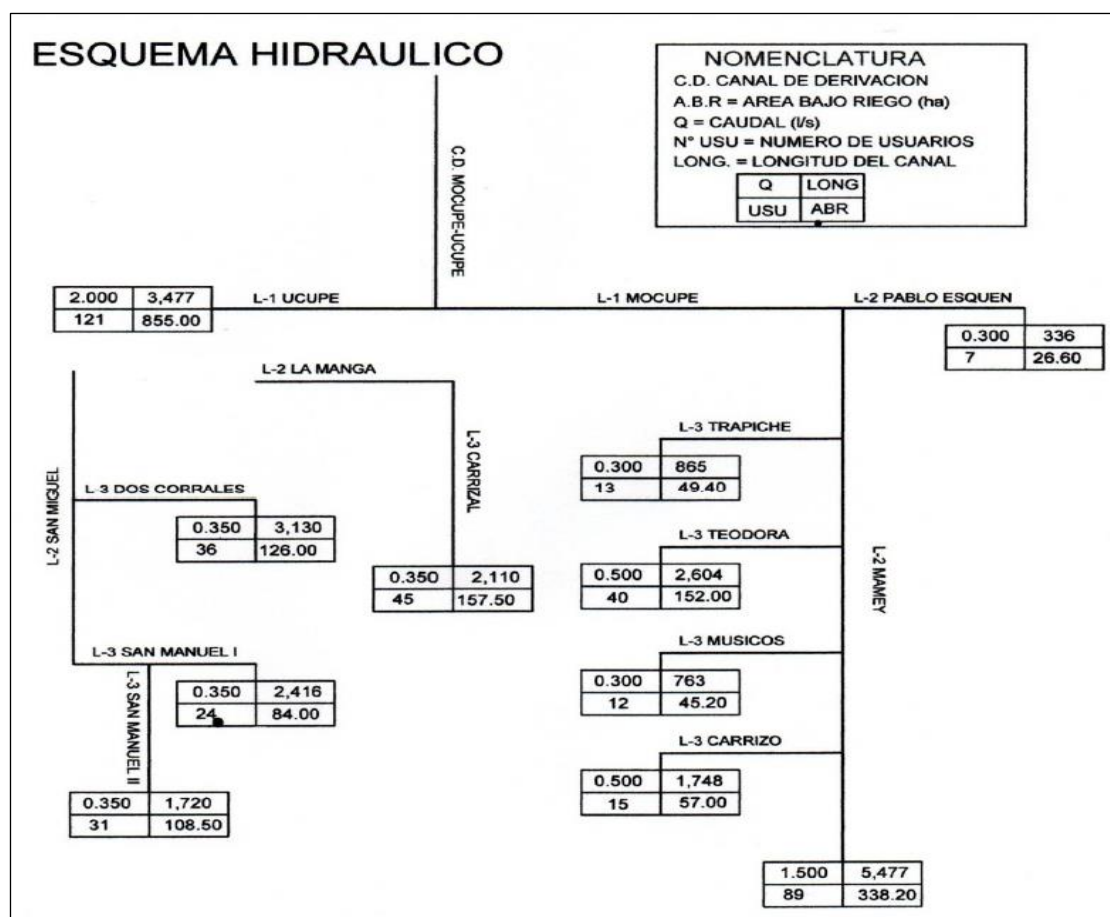 ESQUEMA HIDRAULICO
NOMENCLATURA
C.D. CANAL DE DERIVACION
A.B.R = AREA BAJO RIEGO (ha)
Q = CAUDAL (l/s)
N° USU = NUMERO DE USUARIOS
LONG. = LONGITUD DEL CANAL
Q LONG
USU ABR
C.D. MOCUPE-UCUPE
L-1 UCUPE
2.000 3,477
121 855.00
L-1 MOCUPE
L-2 PABLO ESQUEN
0.300 336
7 26.60
L-2 LA MANGA
L-3 CARRIZAL
0.350 2,110
45 157.50
L-2 SAN MIGUEL
L-3 DOS CORRALES
0.350 3,130
36 126.00
L-3 SAN MANUEL I
0.350 2,416
24 84.00
L-3 SAN MANUEL II
0.350 1,720
31 108.50
L-3 TRAPICHE
0.300 865
13 49.40
L-3 TEODORA
0.500 2,604
40 152.00
L-2 MAMEY
L-3 MUSICOS
0.300 763
12 45.20
L-3 CARRIZO
0.500 1,748
15 57.00
1.500 5,477
89 338.20